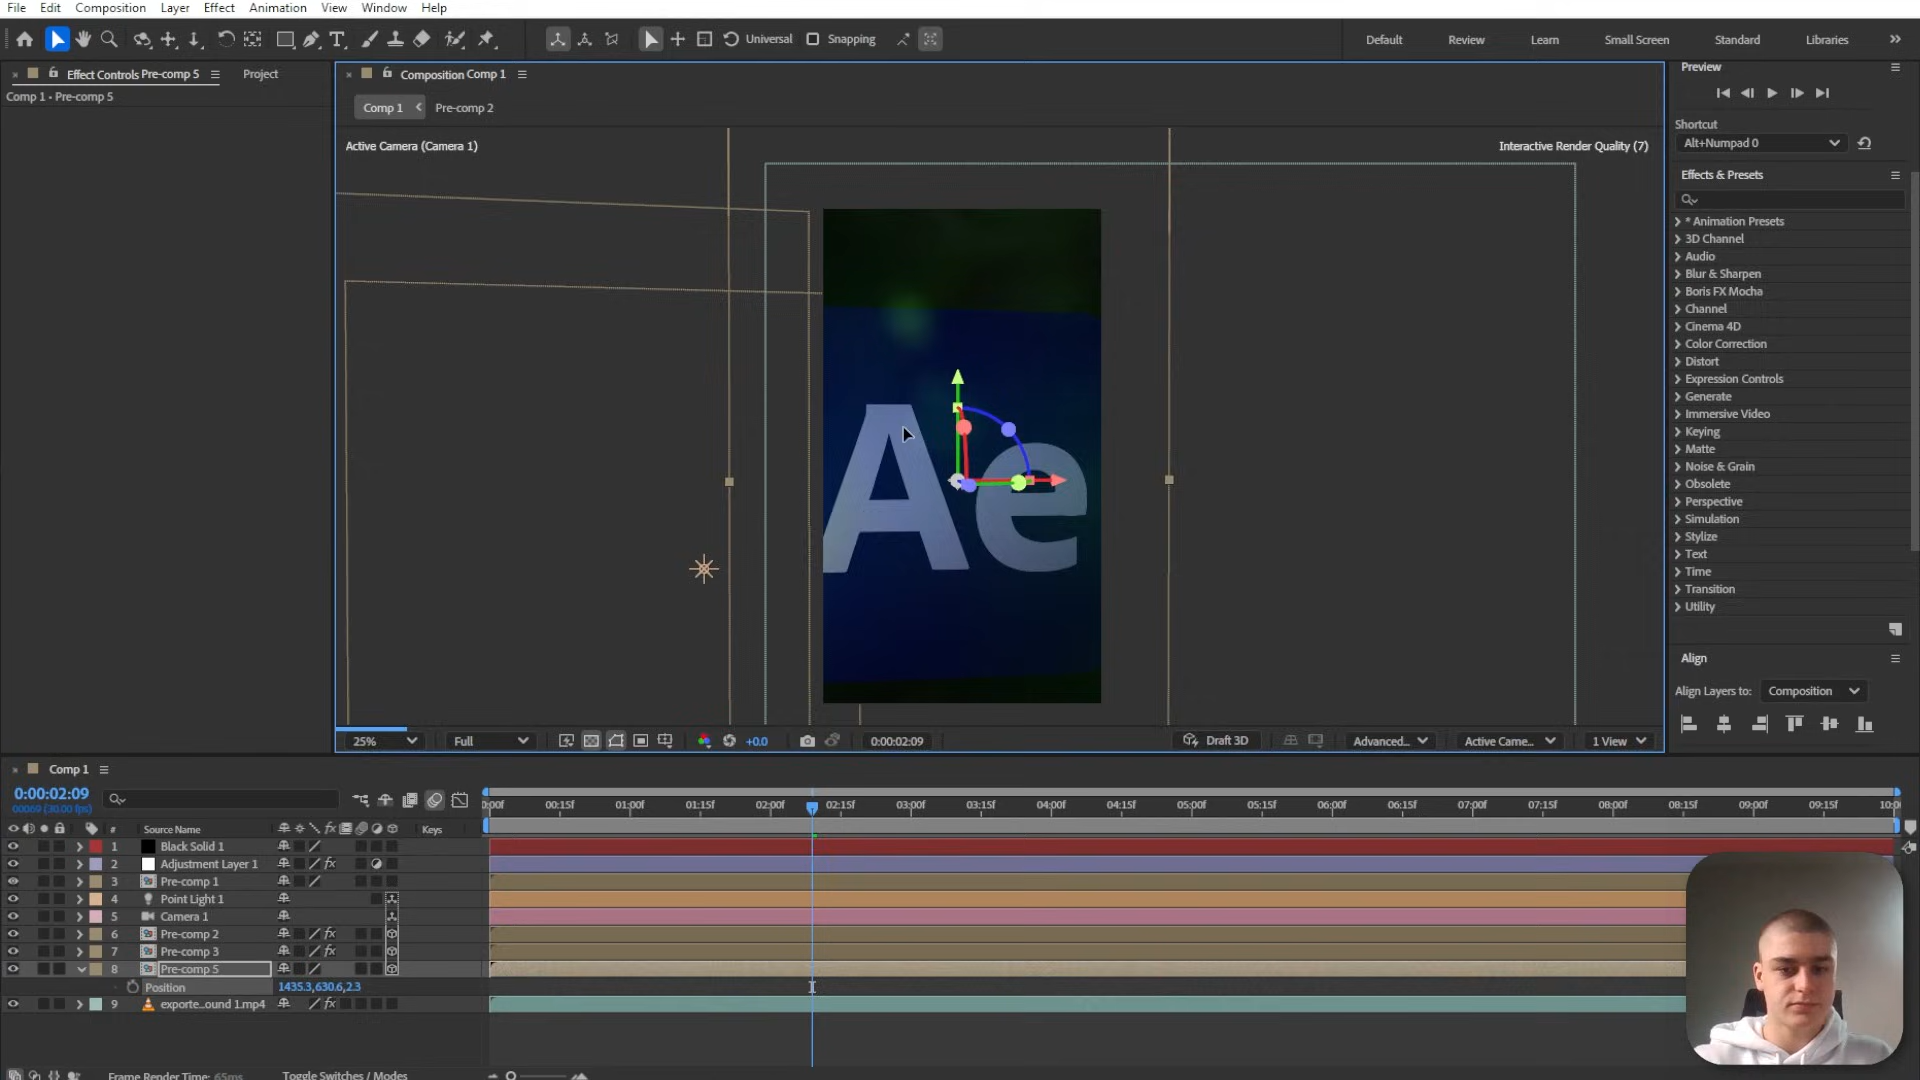 File Edit Composition Layer Effect Animation View Window Help
Universal Snapping Default Review Learn Small Screen Standard Libraries
Effect Controls Pre-comp 5 Project
Comp 1 • Pre-comp 5
Composition Comp 1
Comp 1 Pre-comp 2
Active Camera (Camera 1)
Interactive Render Quality (7)
Ae
25% Full +0.0 0:00:02:09 Draft 3D Advanced... Active Came... 1 View
Preview
Shortcut
Alt+Numpad 0
Effects & Presets
* Animation Presets
3D Channel
Audio
Blur & Sharpen
Boris FX Mocha
Channel
Cinema 4D
Color Correction
Distort
Expression Controls
Generate
Immersive Video
Keying
Matte
Noise & Grain
Obsolete
Perspective
Simulation
Stylize
Text
Time
Transition
Utility
Align
Align Layers to: Composition
Comp 1
0:00:02:09
00069 (30.00 fps)
0:00f 00:15f 01:00f 01:15f 02:00f 02:15f 03:00f 03:15f 04:00f 04:15f 05:00f 05:15f 06:00f 06:15f 07:00f 07:15f 08:00f 08:15f 09:00f 09:15f 10:0
# Source Name Keys
1 Black Solid 1
2 Adjustment Layer 1 fx
3 Pre-comp 1
4 Point Light 1
5 Camera 1
6 Pre-comp 2 fx
7 Pre-comp 3 fx
8 Pre-comp 5
Position 1435.3,630.6,2.3
9 exporte...ound 1.mp4 fx
Frame Render Time: 65ms Toggle Switches / Modes